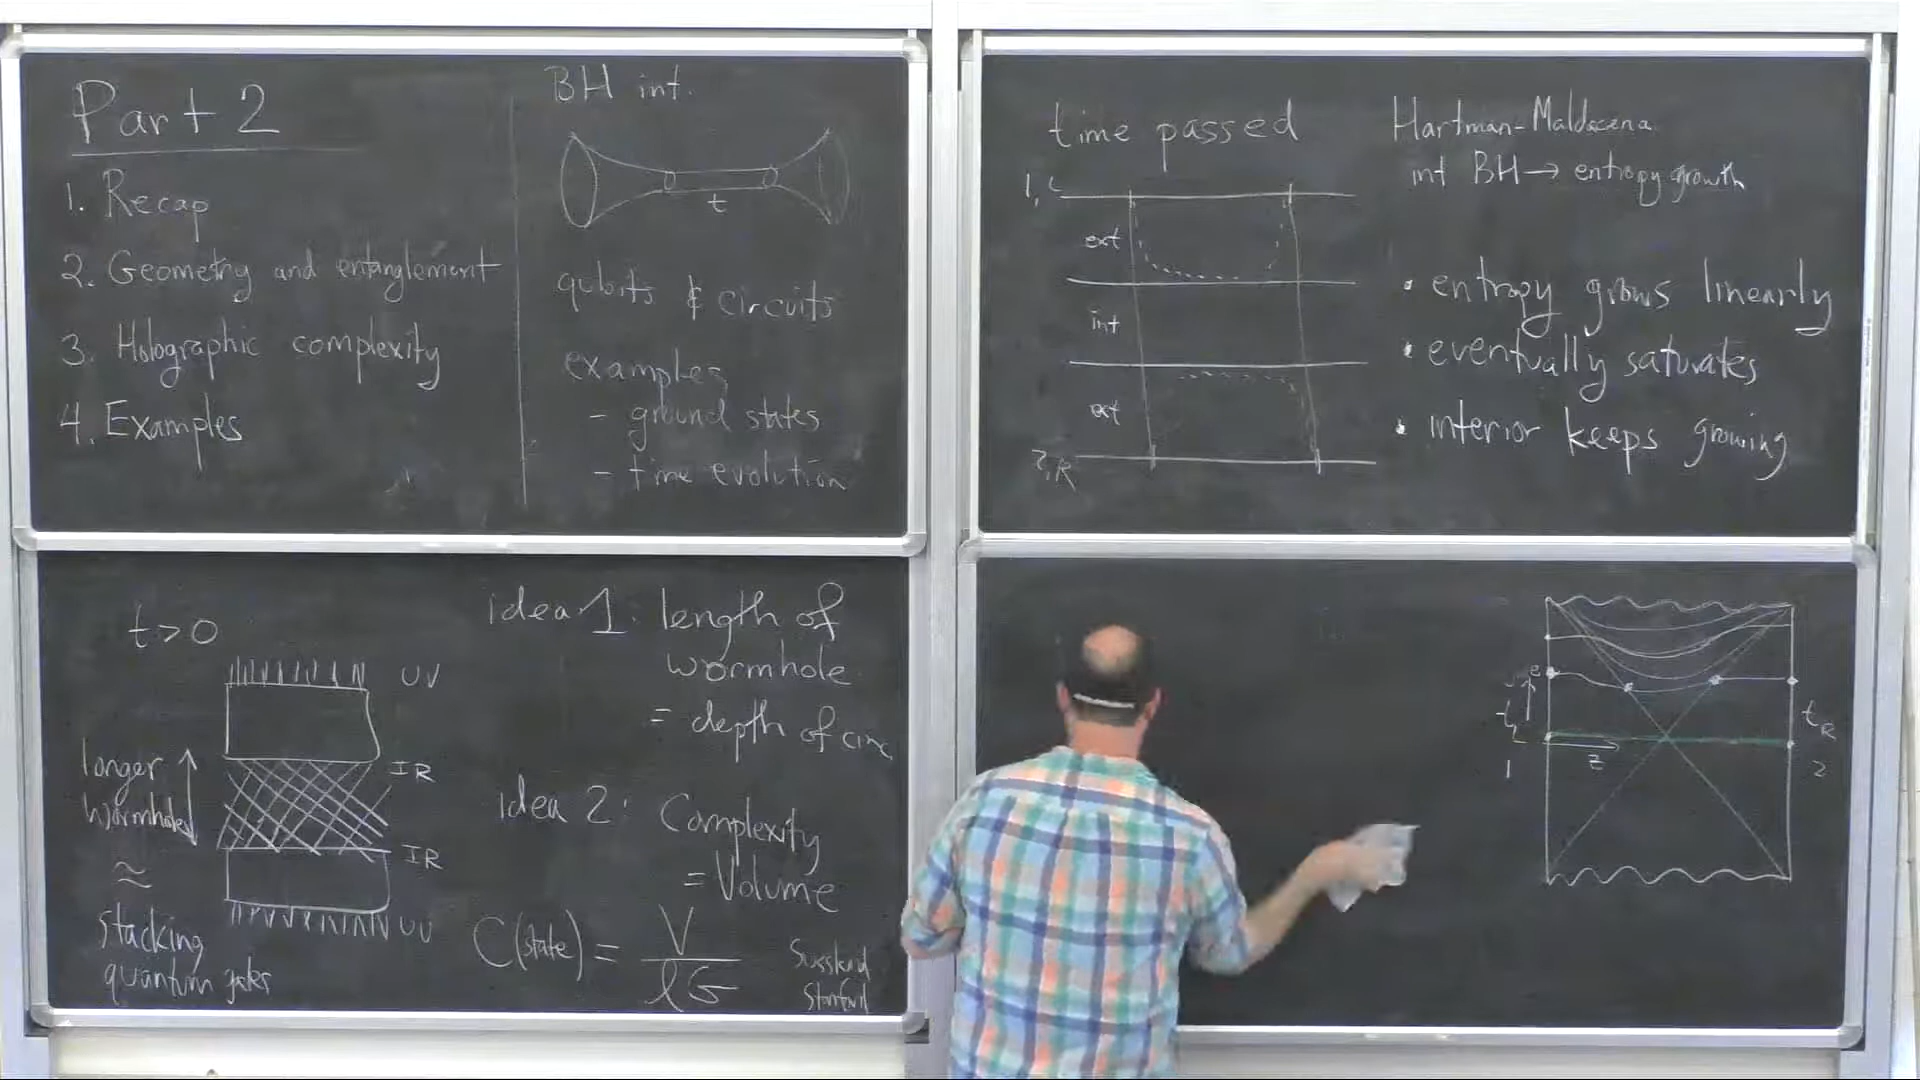 Part 2
1. Recap
2. Geometry and entanglement
3. Holographic complexity
4. Examples
BH int.
t
qubits & circuits
examples
- ground states
- time evolution
time passed
1, L
ext
int
ext
2, R
Hartman-Maldacena
int BH → entropy growth
• entropy grows linearly
• eventually saturates
• interior keeps growing
t>0
UV
IR
IR
UV
longer
wormhole
≈
stacking
quantum gates
idea 1: length of
wormhole
= depth of circ
idea 2: Complexity
= Volume
C(state) = V / lG
Susskind
Stanford
t_L
1
z
t_R
2